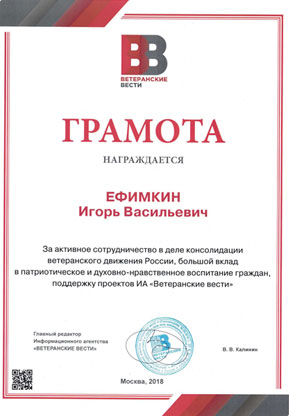 ВВ
ВЕТЕРАНСКИЕ
ВЕСТИ
ГРАМОТА
НАГРАЖДАЕТСЯ
ЕФИМКИН
Игорь Васильевич
За активное сотрудничество в деле консолидации
ветеранского движения России, большой вклад
в патриотическое и духовно-нравственное воспитание граждан,
поддержку проектов ИА «Ветеранские вести»
Главный редактор
Информационного агентства
«ВЕТЕРАНСКИЕ ВЕСТИ»
В. В. Калинин
Москва, 2018